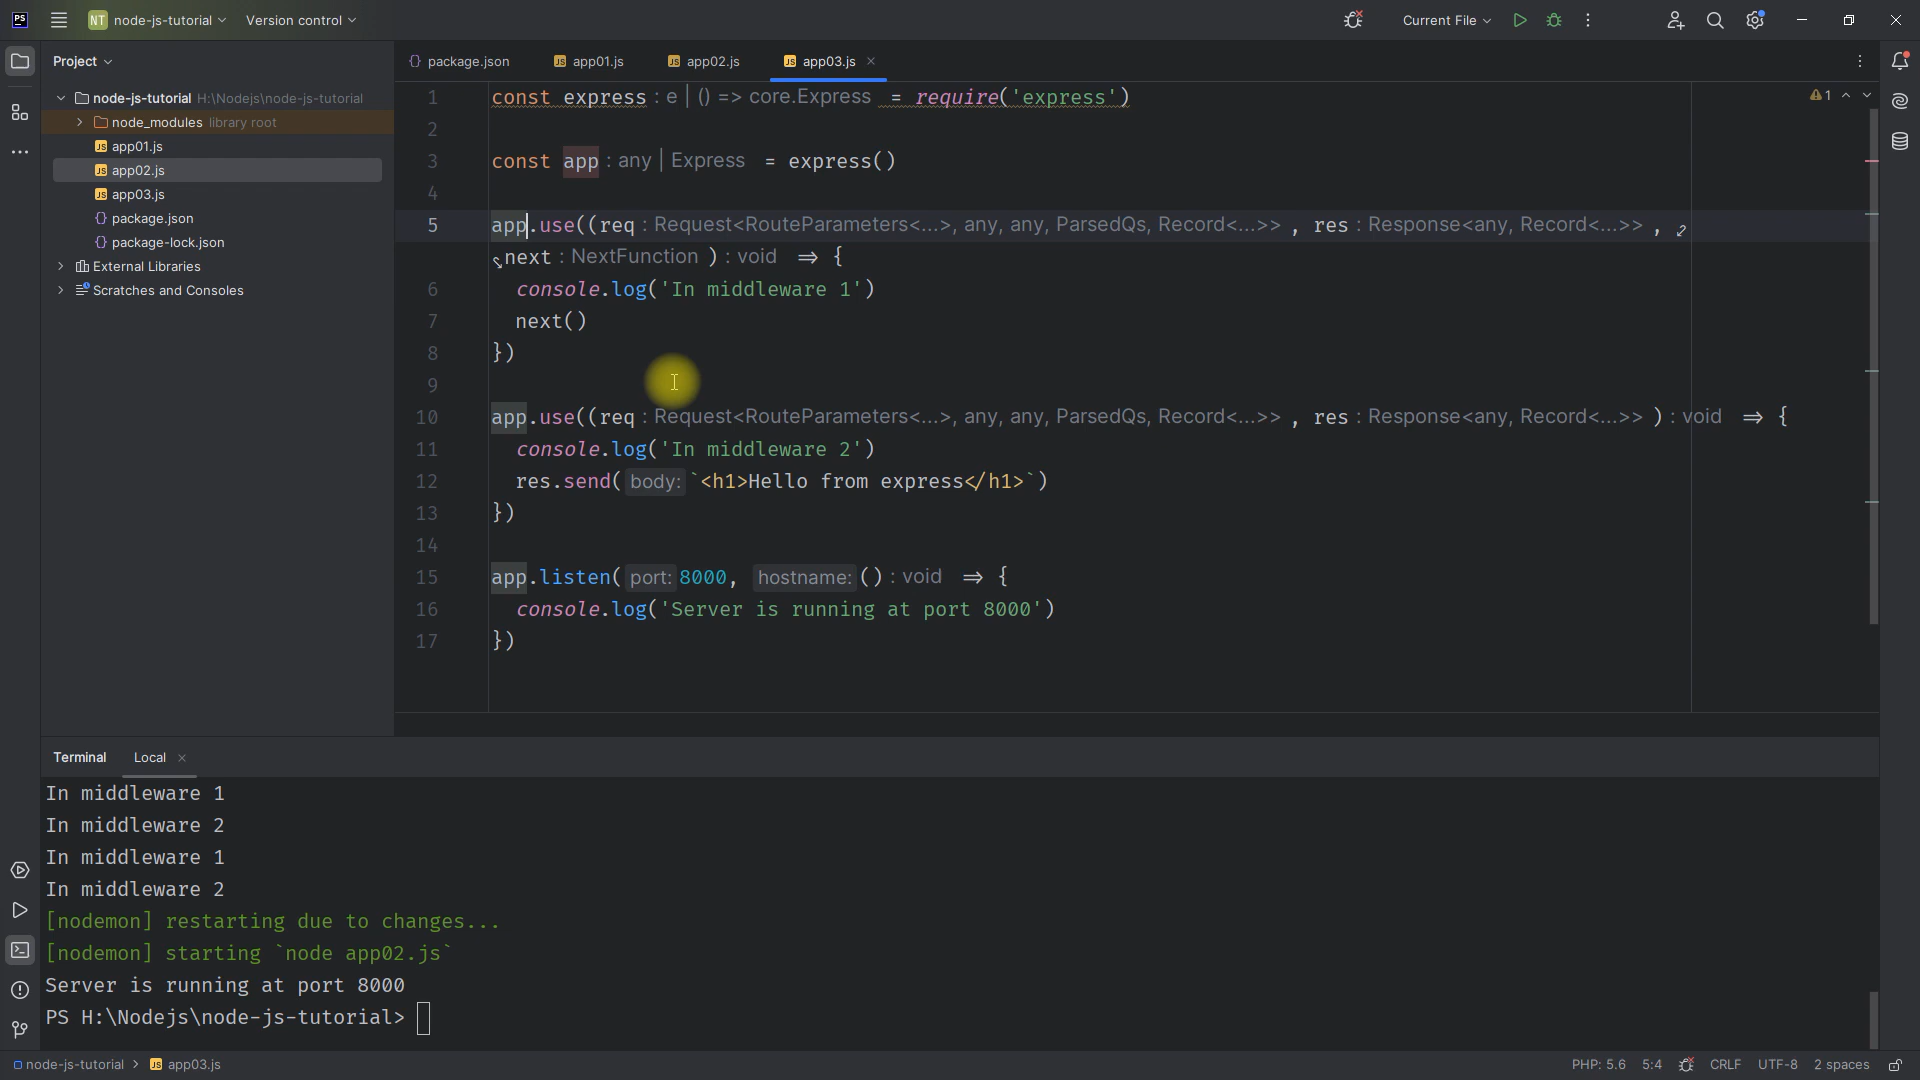 PS
NT node-js-tutorial
Version control
Current File
Project
package.json
app01.js
app02.js
app03.js
node-js-tutorial H:\Nodejs\node-js-tutorial
node_modules library root
app01.js
app02.js
app03.js
package.json
package-lock.json
External Libraries
Scratches and Consoles
1 const express : e | () => core.Express = require('express')
2
3 const app : any | Express = express()
4
5 app.use((req : Request<RouteParameters<...>, any, any, ParsedQs, Record<...>> , res : Response<any, Record<...>> ,
next : NextFunction ) : void => {
6 console.log('In middleware 1')
7 next()
8 })
9
10 app.use((req : Request<RouteParameters<...>, any, any, ParsedQs, Record<...>> , res : Response<any, Record<...>> ) : void => {
11 console.log('In middleware 2')
12 res.send( body: `<h1>Hello from express</h1>`)
13 })
14
15 app.listen( port: 8000, hostname: () : void => {
16 console.log('Server is running at port 8000')
17 })
1
Terminal
Local
In middleware 1
In middleware 2
In middleware 1
In middleware 2
[nodemon] restarting due to changes...
[nodemon] starting `node app02.js`
Server is running at port 8000
PS H:\Nodejs\node-js-tutorial>
node-js-tutorial > app03.js
PHP: 5.6
5:4
CRLF
UTF-8
2 spaces